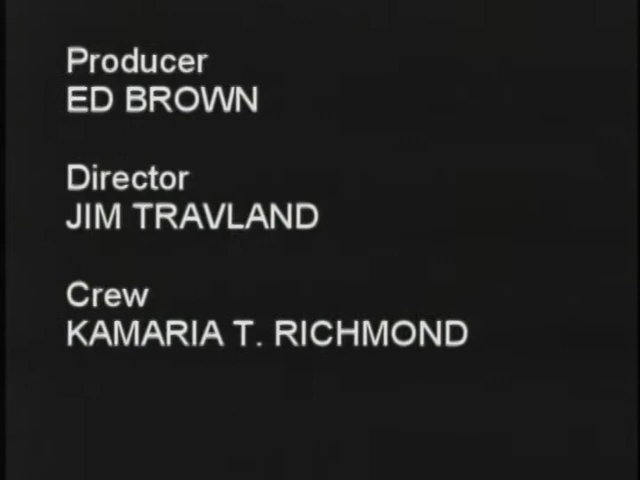 Producer
ED BROWN
Director
JIM TRAVLAND
Crew
KAMARIA T. RICHMOND